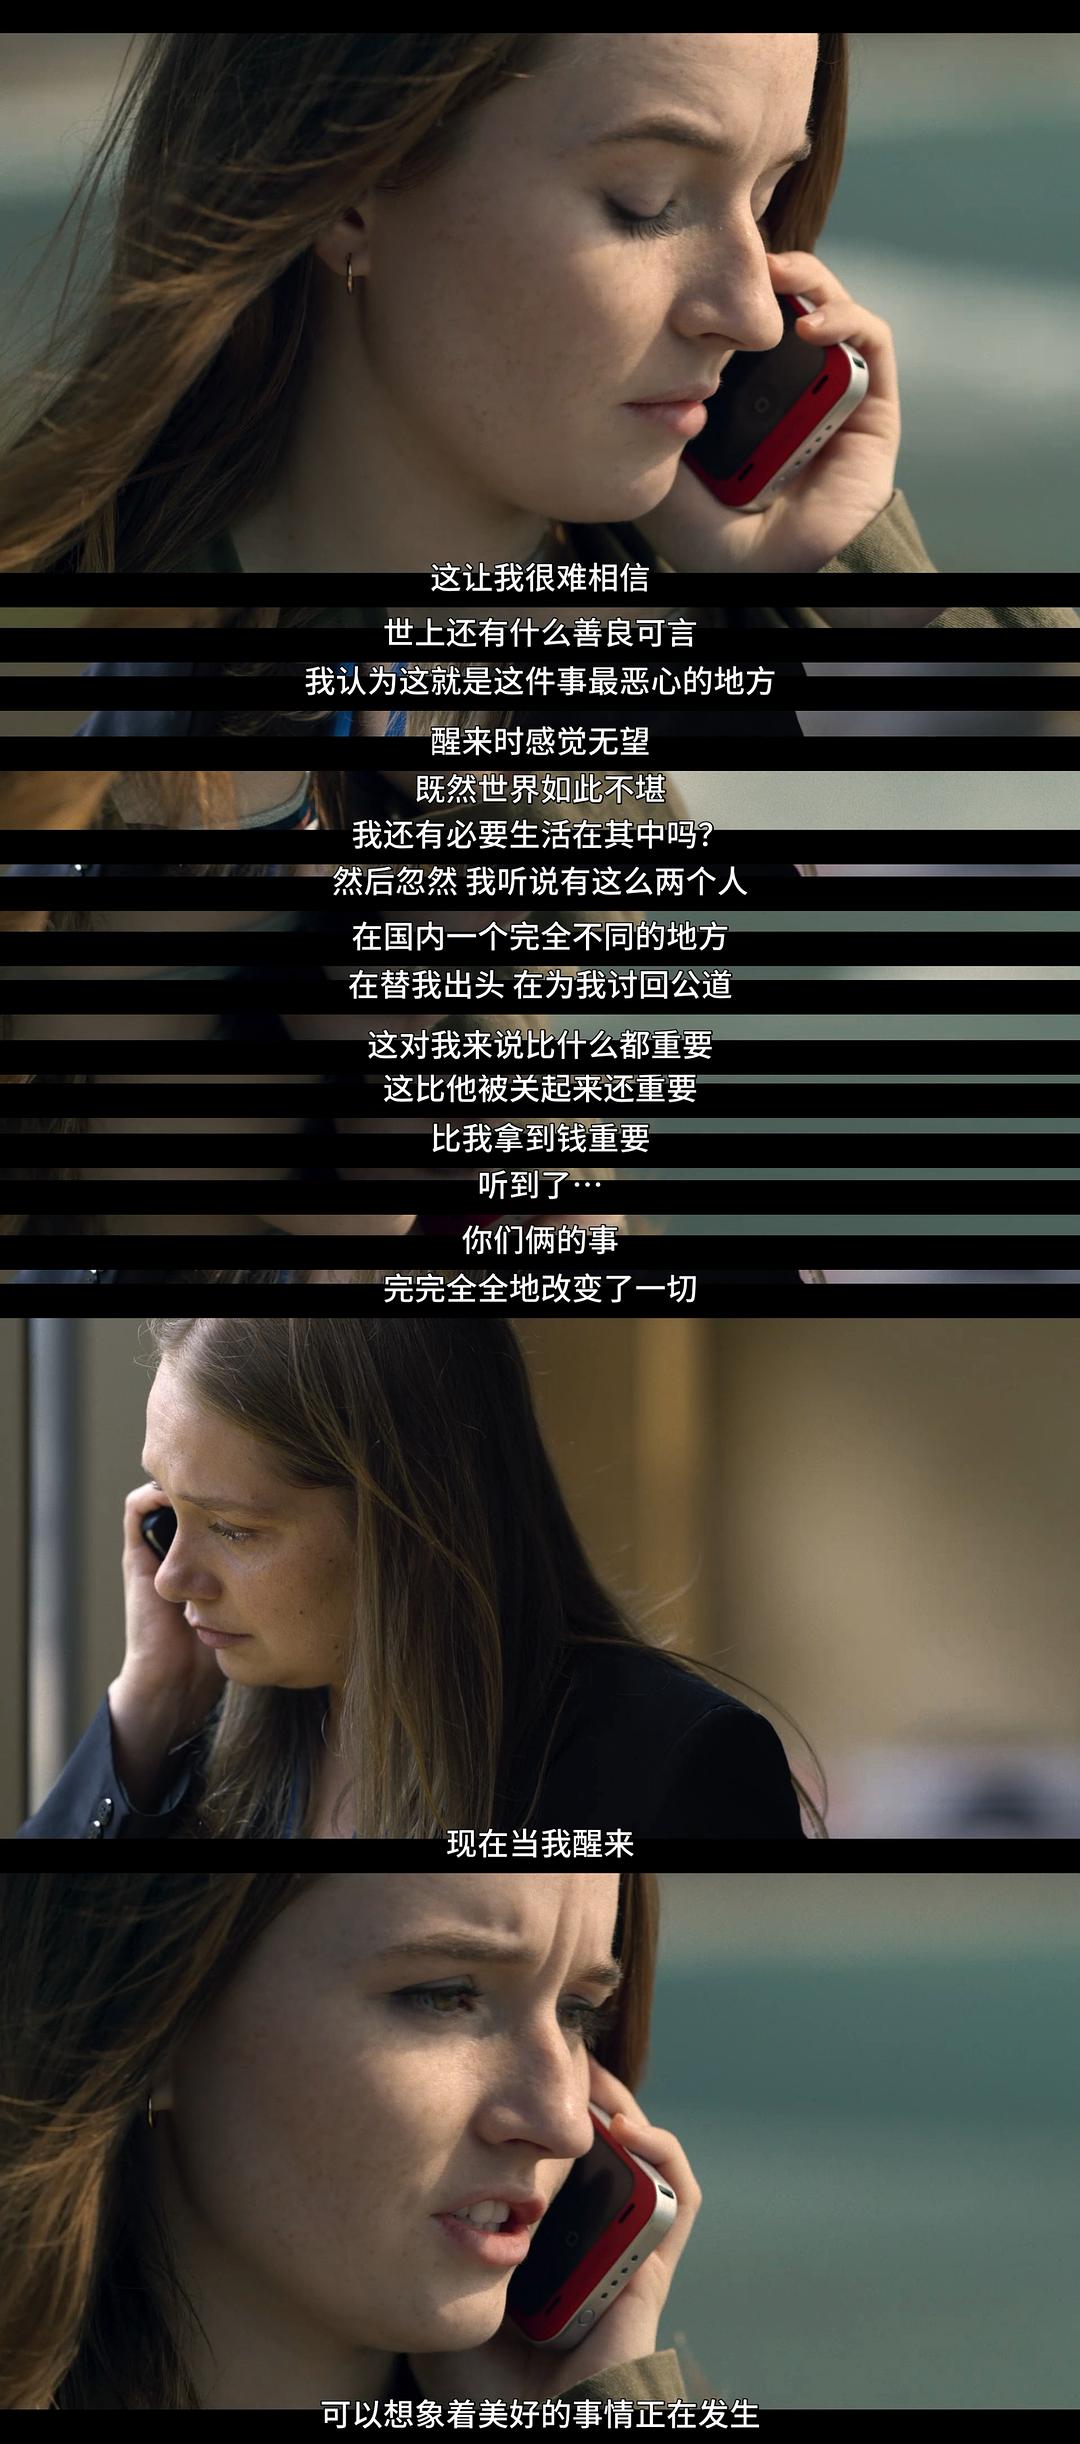 这让我很难相信
世上还有什么善良可言
我认为这就是这件事最恶心的地方
醒来时感觉无望
既然世界如此不堪
我还有必要生活在其中吗?
然后忽然 我听说有这么两个人
在国内一个完全不同的地方
在替我出头 在为我讨回公道
这对我来说比什么都重要
这比他被关起来还重要
比我拿到钱重要
听到了…
你们俩的事
完完全全地改变了一切
现在当我醒来
可以想象着美好的事情正在发生